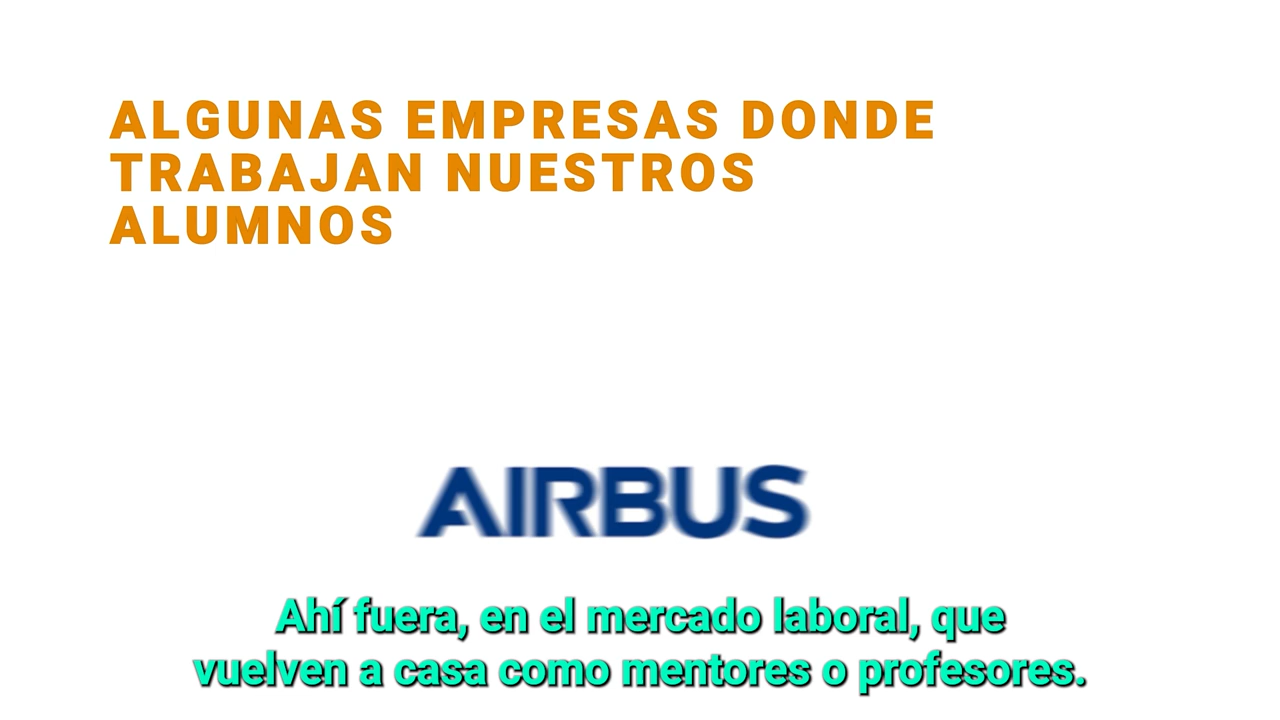 ALGUNAS EMPRESAS DONDE
TRABAJAN NUESTROS
ALUMNOS
AIRBUS
Ahí fuera, en el mercado laboral, que
vuelven a casa como mentores o profesores.